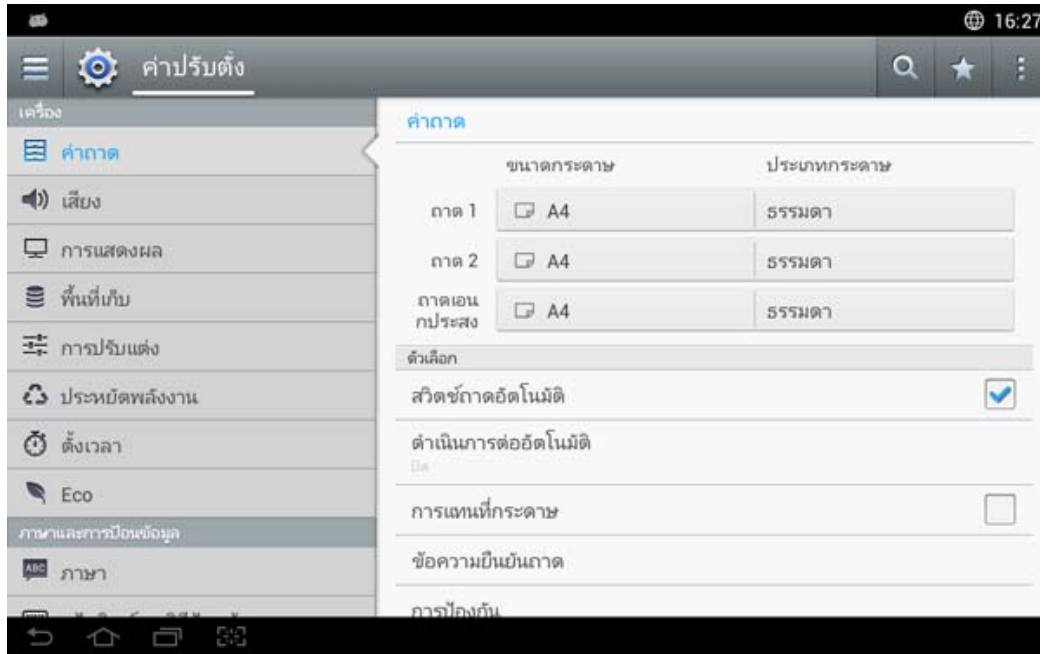 16:27
ค่าปรับตั้ง
เครื่อง
ค่าถาด
เสียง
การแสดงผล
พื้นที่เก็บ
การปรับแต่ง
ประหยัดพลังงาน
ตั้งเวลา
Eco
ภาษาและการป้อนข้อมูล
ABC
ภาษา
ค่าถาด
ขนาดกระดาษ
ประเภทกระดาษ
ถาด 1
A4
ธรรมดา
ถาด 2
A4
ธรรมดา
ถาดเอน
กประสง
A4
ธรรมดา
ตัวเลือก
สวิตช์ถาดอัตโนมัติ
ดำเนินการต่ออัตโนมัติ
ปิด
การแทนที่กระดาษ
ข้อความยืนยันถาด
การป้องกัน